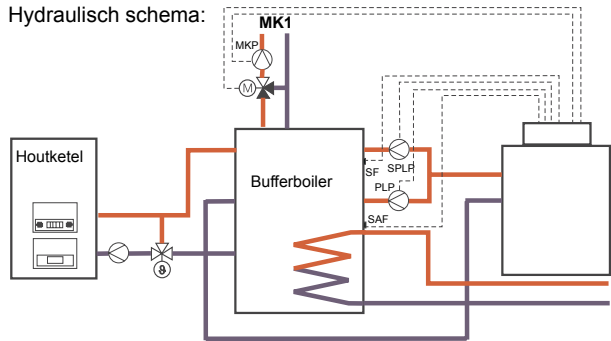 Hydraulisch schema:
MK1
MKP
M
Houtketel
Bufferboiler
SF
SPLP
PLP
SAF
ϑ